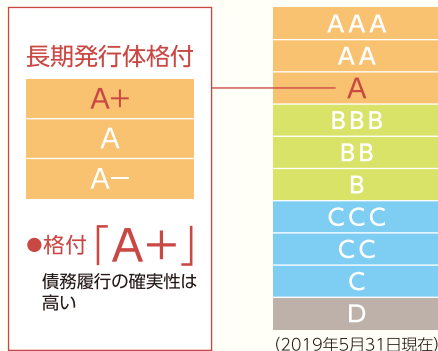 長期発行体格付
A+
A
A−
●格付「A+」
債務履行の確実性は
高い
AAA
AA
A
BBB
BB
B
CCC
CC
C
D
(2019年5月31日現在)